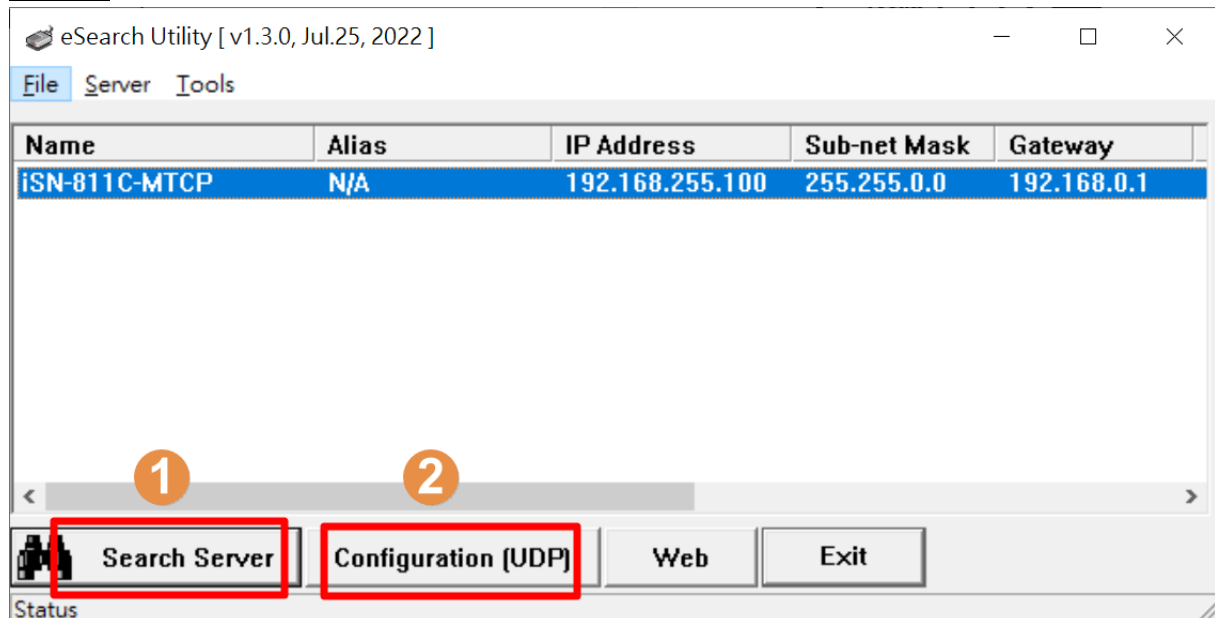 eSearch Utility [ v1.3.0, Jul.25, 2022 ]
File Server Tools
Name Alias IP Address Sub-net Mask Gateway
iSN-811C-MTCP N/A 192.168.255.100 255.255.0.0 192.168.0.1
1 2
Search Server Configuration (UDP) Web Exit
Status